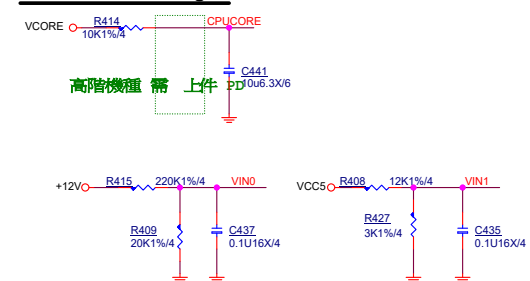 VCORE R414 CPUCORE
10K1%/4
C441
高階機種 需 上件 PD
10u6.3X/6
+12V R415 220K1%/4 VIN0
VCC5 R408 12K1%/4 VIN1
R409
20K1%/4
C437
0.1U16X/4
R427
3K1%/4
C435
0.1U16X/4